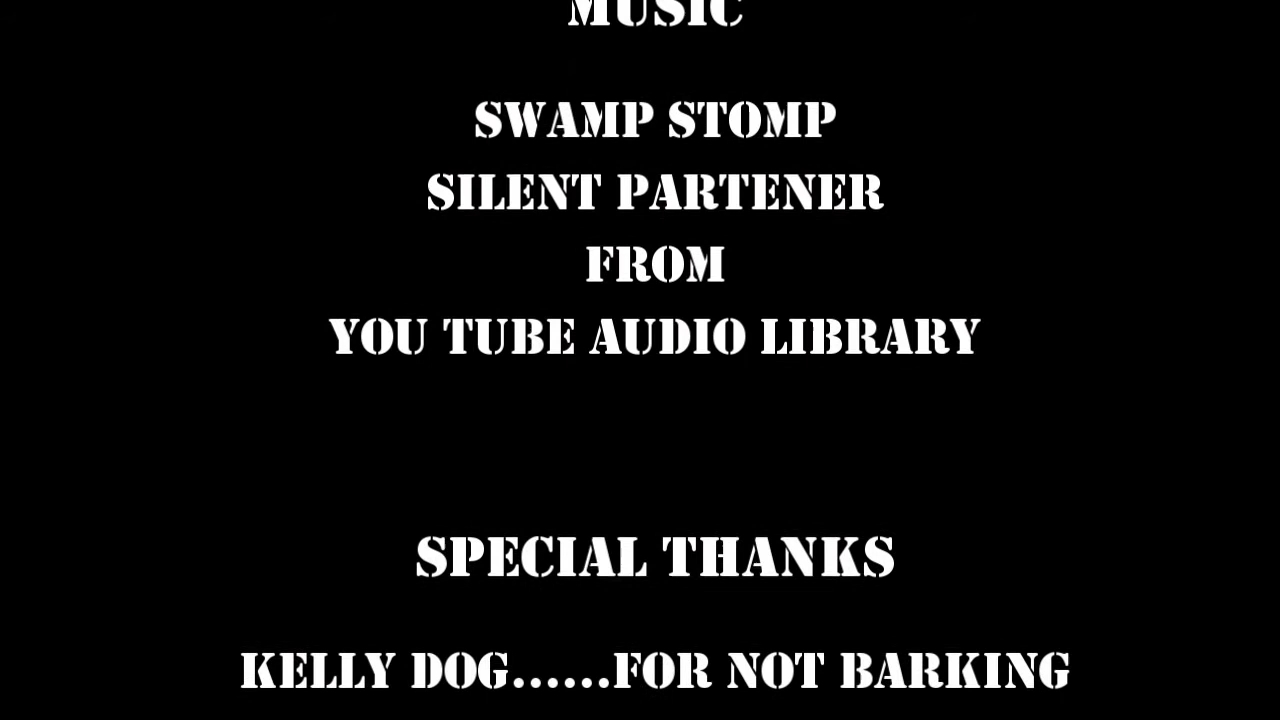 MUSIC
SWAMP STOMP
SILENT PARTENER
FROM
YOU TUBE AUDIO LIBRARY
SPECIAL THANKS
KELLY DOG......FOR NOT BARKING